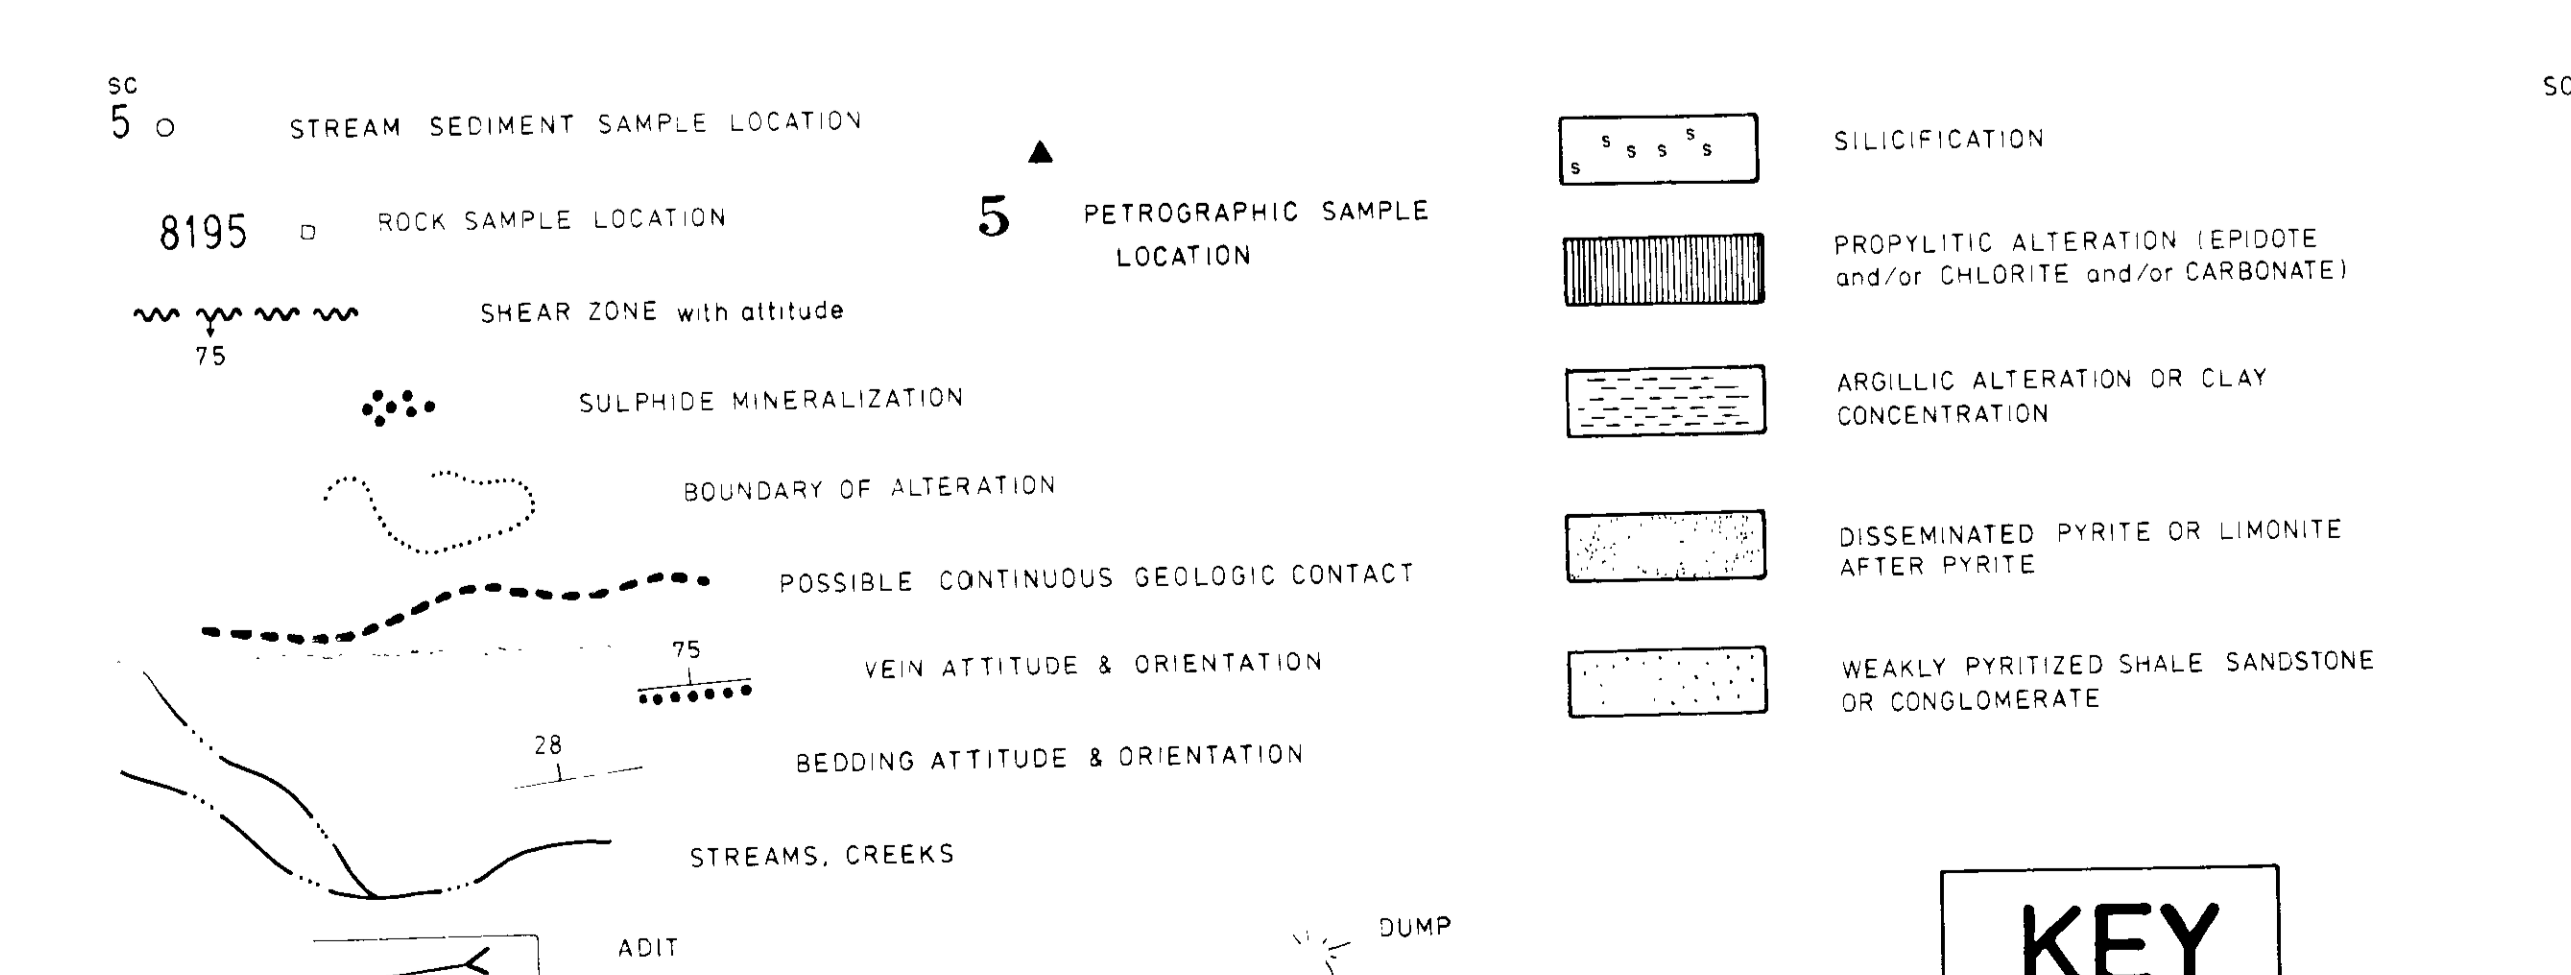 SC
5 STREAM SEDIMENT SAMPLE LOCATION
8195 ROCK SAMPLE LOCATION
SHEAR ZONE with attitude
75
SULPHIDE MINERALIZATION
BOUNDARY OF ALTERATION
POSSIBLE CONTINUOUS GEOLOGIC CONTACT
75
VEIN ATTITUDE & ORIENTATION
28
BEDDING ATTITUDE & ORIENTATION
STREAMS, CREEKS
ADIT
5 PETROGRAPHIC SAMPLE
LOCATION
DUMP
s s s s s s
SILICIFICATION
PROPYLITIC ALTERATION (EPIDOTE
and/or CHLORITE and/or CARBONATE)
ARGILLIC ALTERATION OR CLAY
CONCENTRATION
DISSEMINATED PYRITE OR LIMONITE
AFTER PYRITE
WEAKLY PYRITIZED SHALE SANDSTONE
OR CONGLOMERATE
KEY